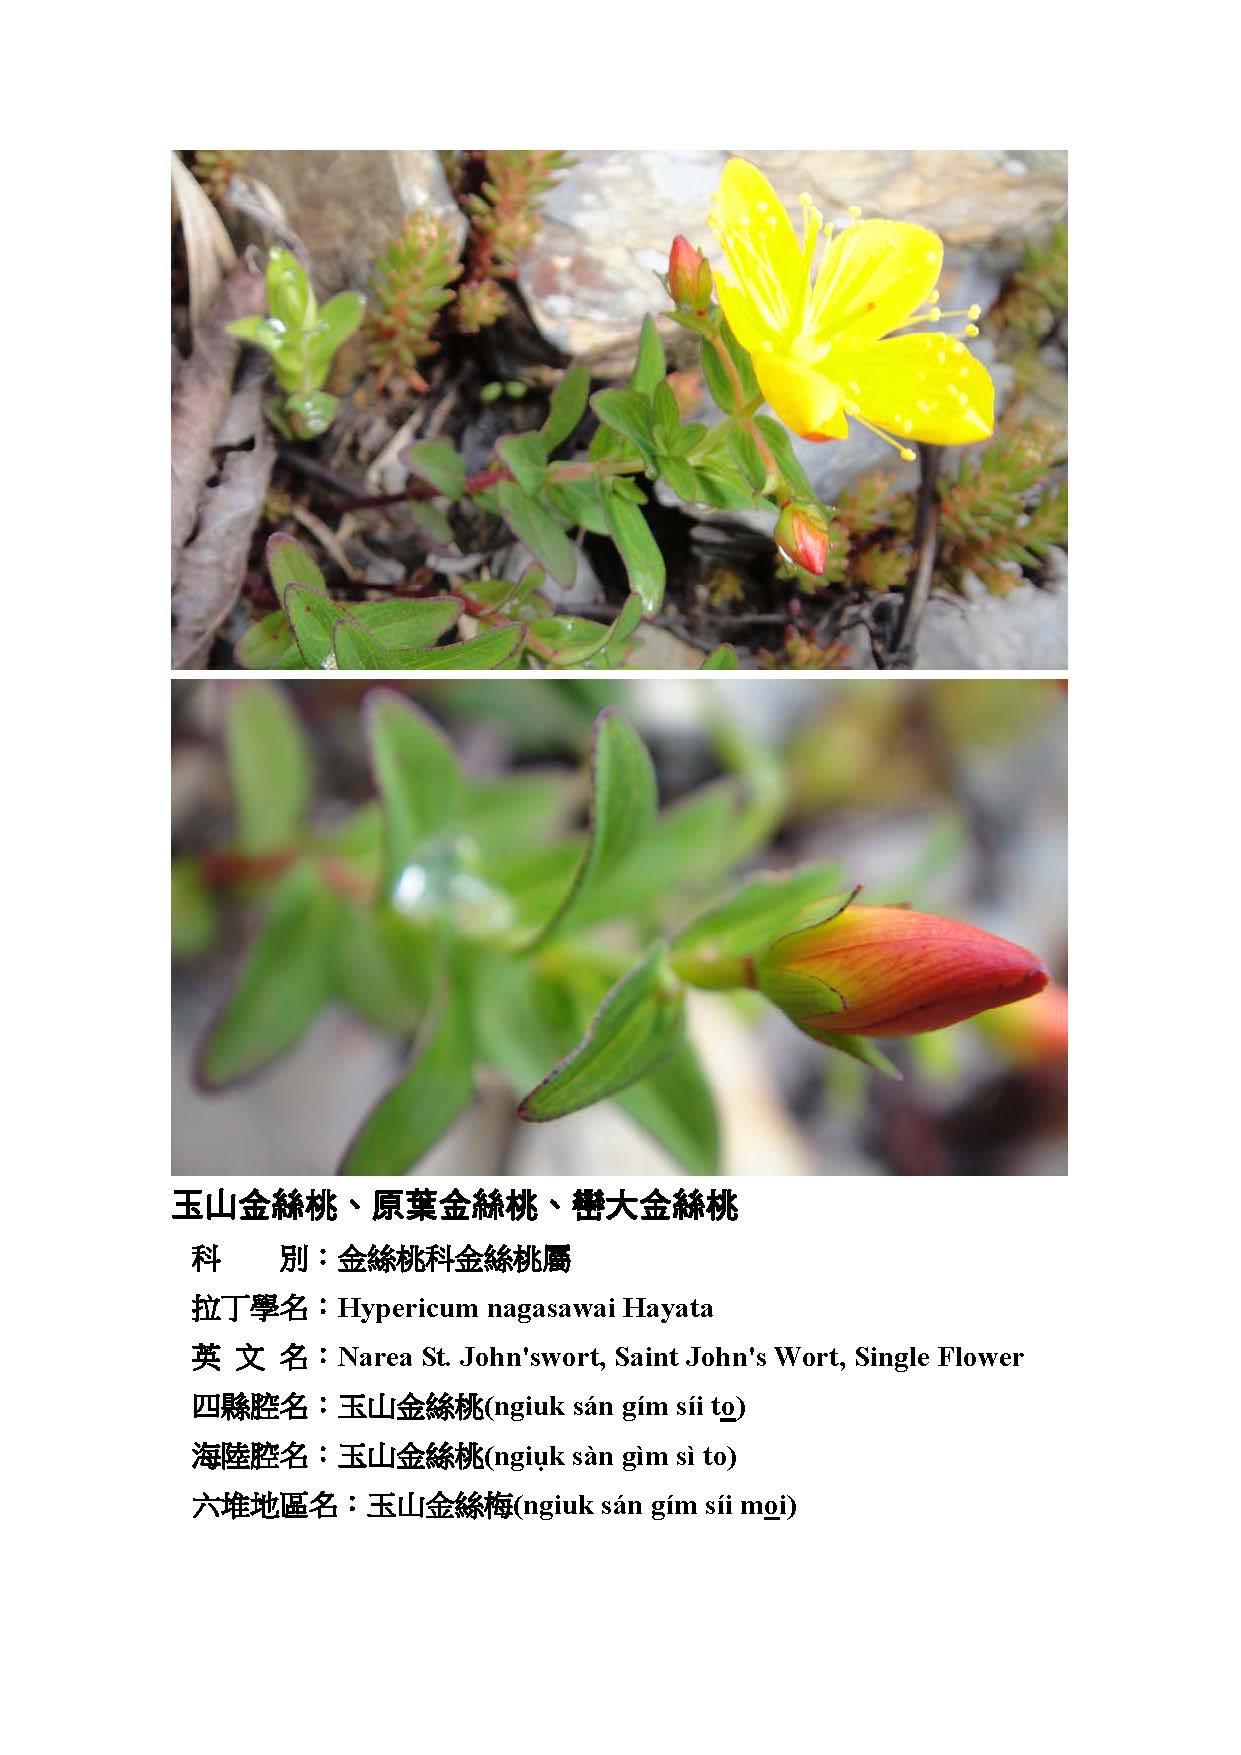 玉山金絲桃、原葉金絲桃、巒大金絲桃
科　　別：金絲桃科金絲桃屬
拉丁學名：Hypericum nagasawai Hayata
英 文 名：Narea St. John'swort, Saint John's Wort, Single Flower
四縣腔名：玉山金絲桃(ngiuk sán gím síi to)
海陸腔名：玉山金絲桃(ngiụk sàn gìm sì to)
六堆地區名：玉山金絲梅(ngiuk sán gím síi moi)